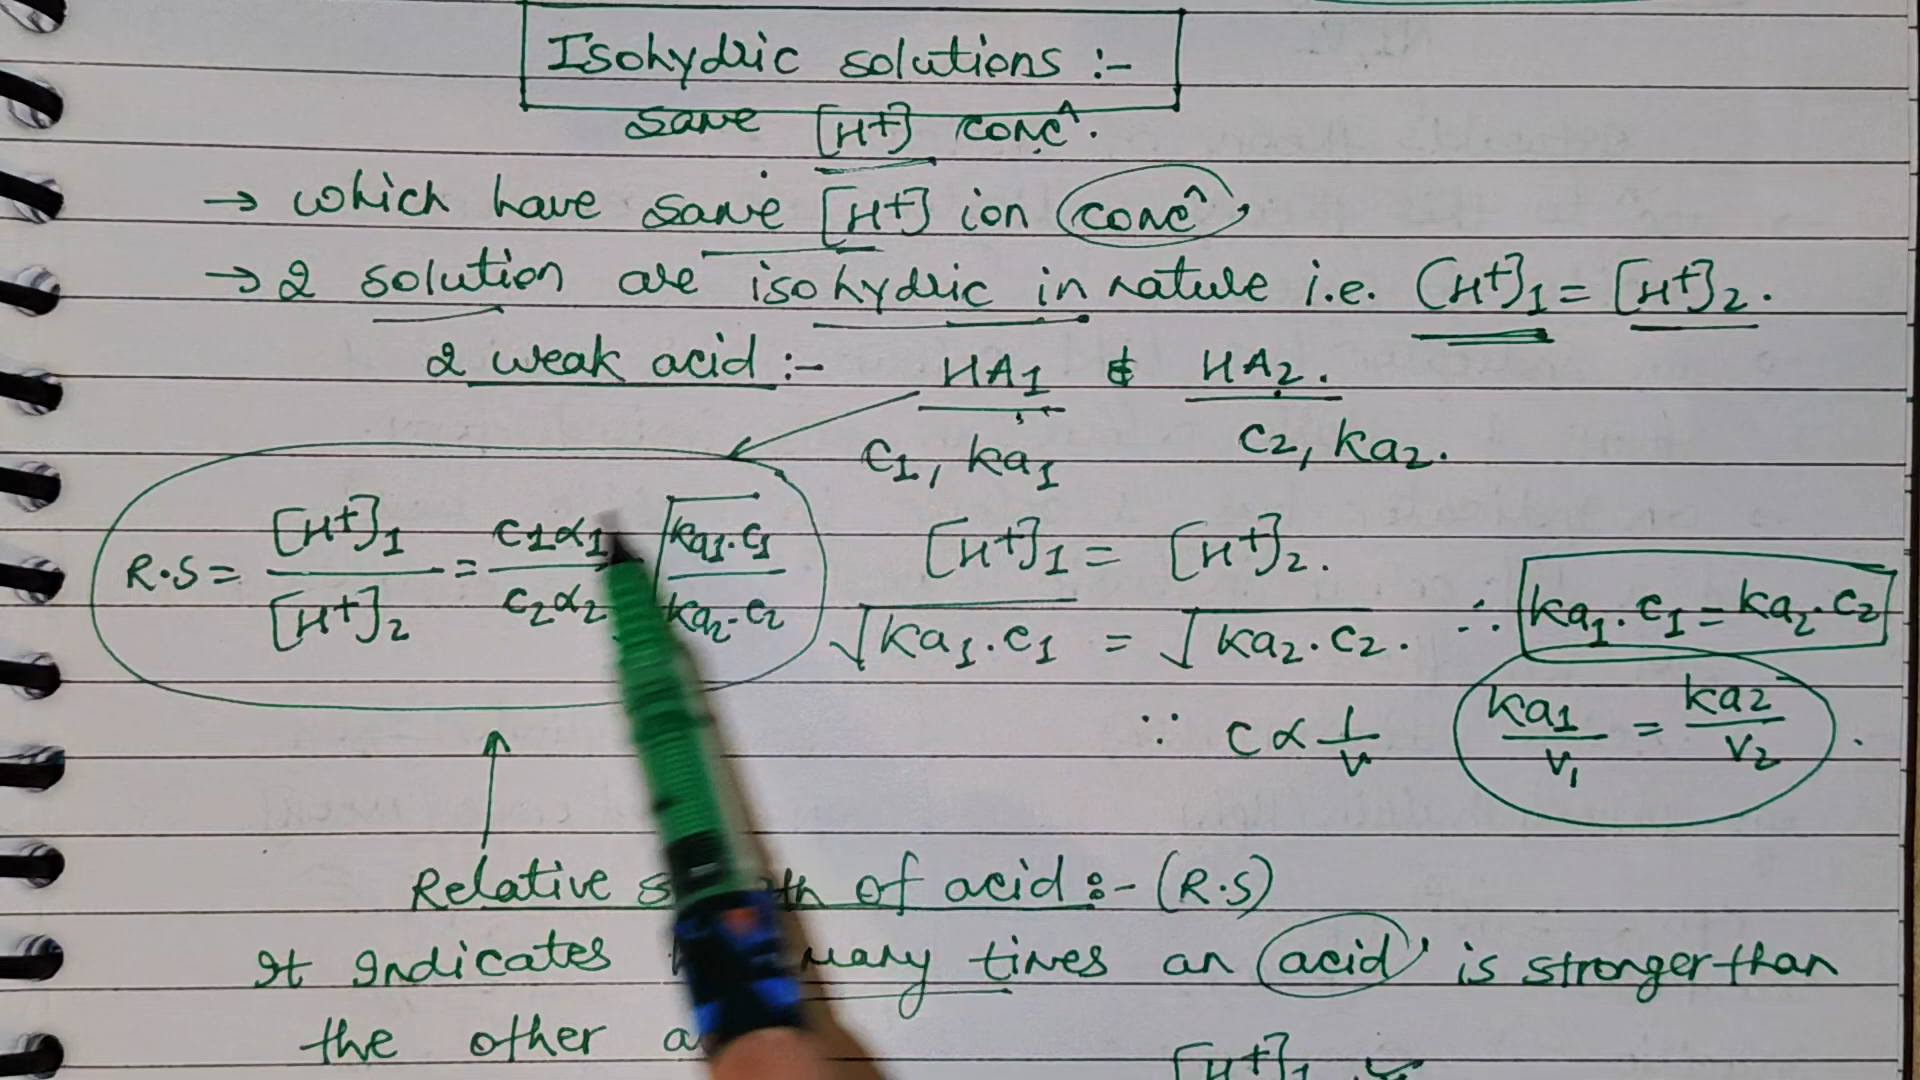 Isohydric solutions :-
same [H+] concn.
→ which have same [H+] ion concn,
→ 2 solution are isohydric in nature i.e. [H+]1 = [H+]2.
2 weak acid :- HA1 & HA2.
C1, Ka1 C2, Ka2.
R.S = [H+]1 / [H+]2 = C1α1 / C2α2 √Ka1.C1 / Ka2.C2
[H+]1 = [H+]2.
√Ka1.C1 = √Ka2.C2. ∴ Ka1.C1 = Ka2.C2
∵ C ∝ 1/V Ka1/V1 = Ka2/V2.
Relative of acid :- (R.S)
It Indicates many times an acid is stronger than
the other
[H+]1